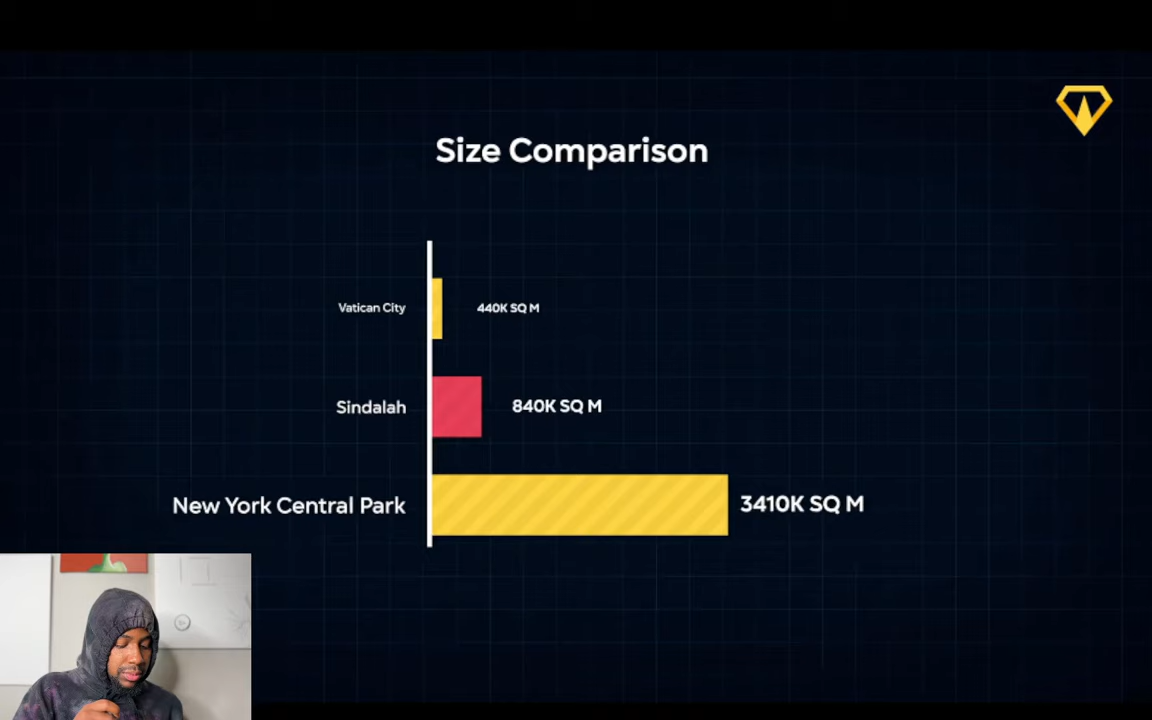 Size Comparison
Vatican City 440K SQ M
Sindalah 840K SQ M
New York Central Park 3410K SQ M